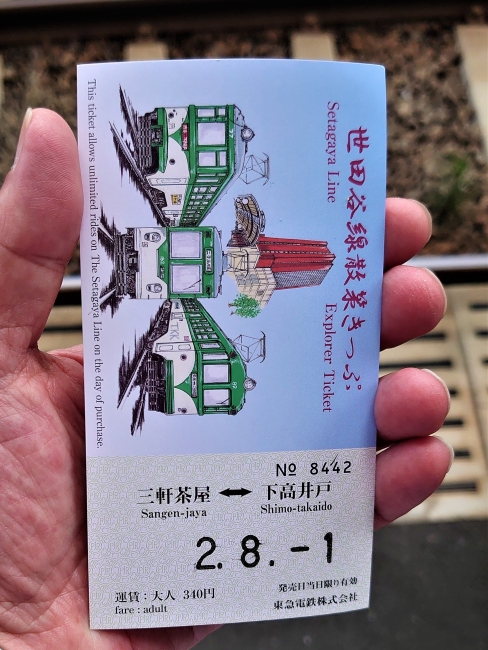 世田谷線散策きっぷ
Setagaya Line Explorer Ticket
This ticket allows unlimited rides on The Setagaya Line on the day of purchase.
№ 8442
三軒茶屋 ↔ 下高井戸
Sangen-jaya Shimo-takaido
2.8.-1
運賃：大人 340円
fare : adult
発売日当日限り有効
東急電鉄株式会社